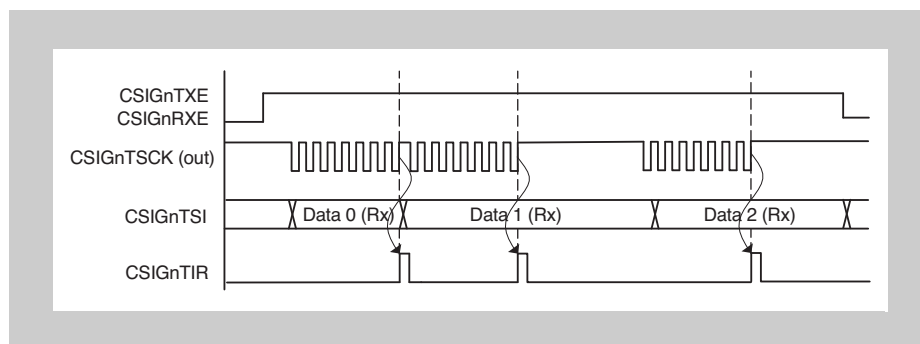 CSIGnTXE
CSIGnRXE
CSIGnTSCK (out)
CSIGnTSI
Data 0 (Rx)
Data 1 (Rx)
Data 2 (Rx)
CSIGnTIR